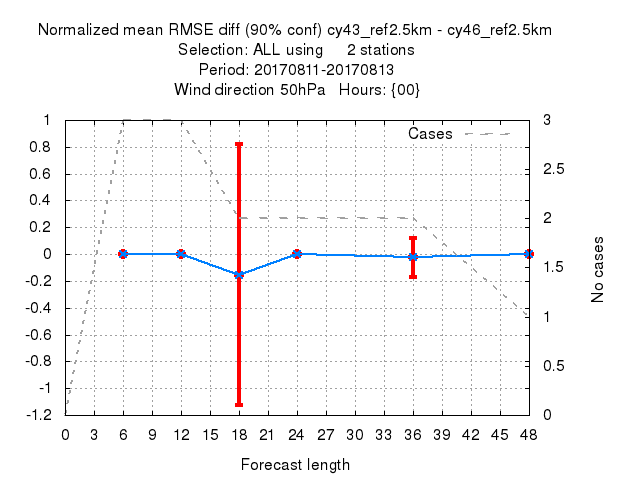 Normalized mean RMSE diff (90% conf) cy43_ref2.5km - cy46_ref2.5km
Selection: ALL using 2 stations
Period: 20170811-20170813
Wind direction 50hPa Hours: {00}
Cases
1
0.8
0.6
0.4
0.2
0
-0.2
-0.4
-0.6
-0.8
-1
-1.2
3
2.5
2
1.5
1
0.5
0
No cases
0 3 6 9 12 15 18 21 24 27 30 33 36 39 42 45 48
Forecast length